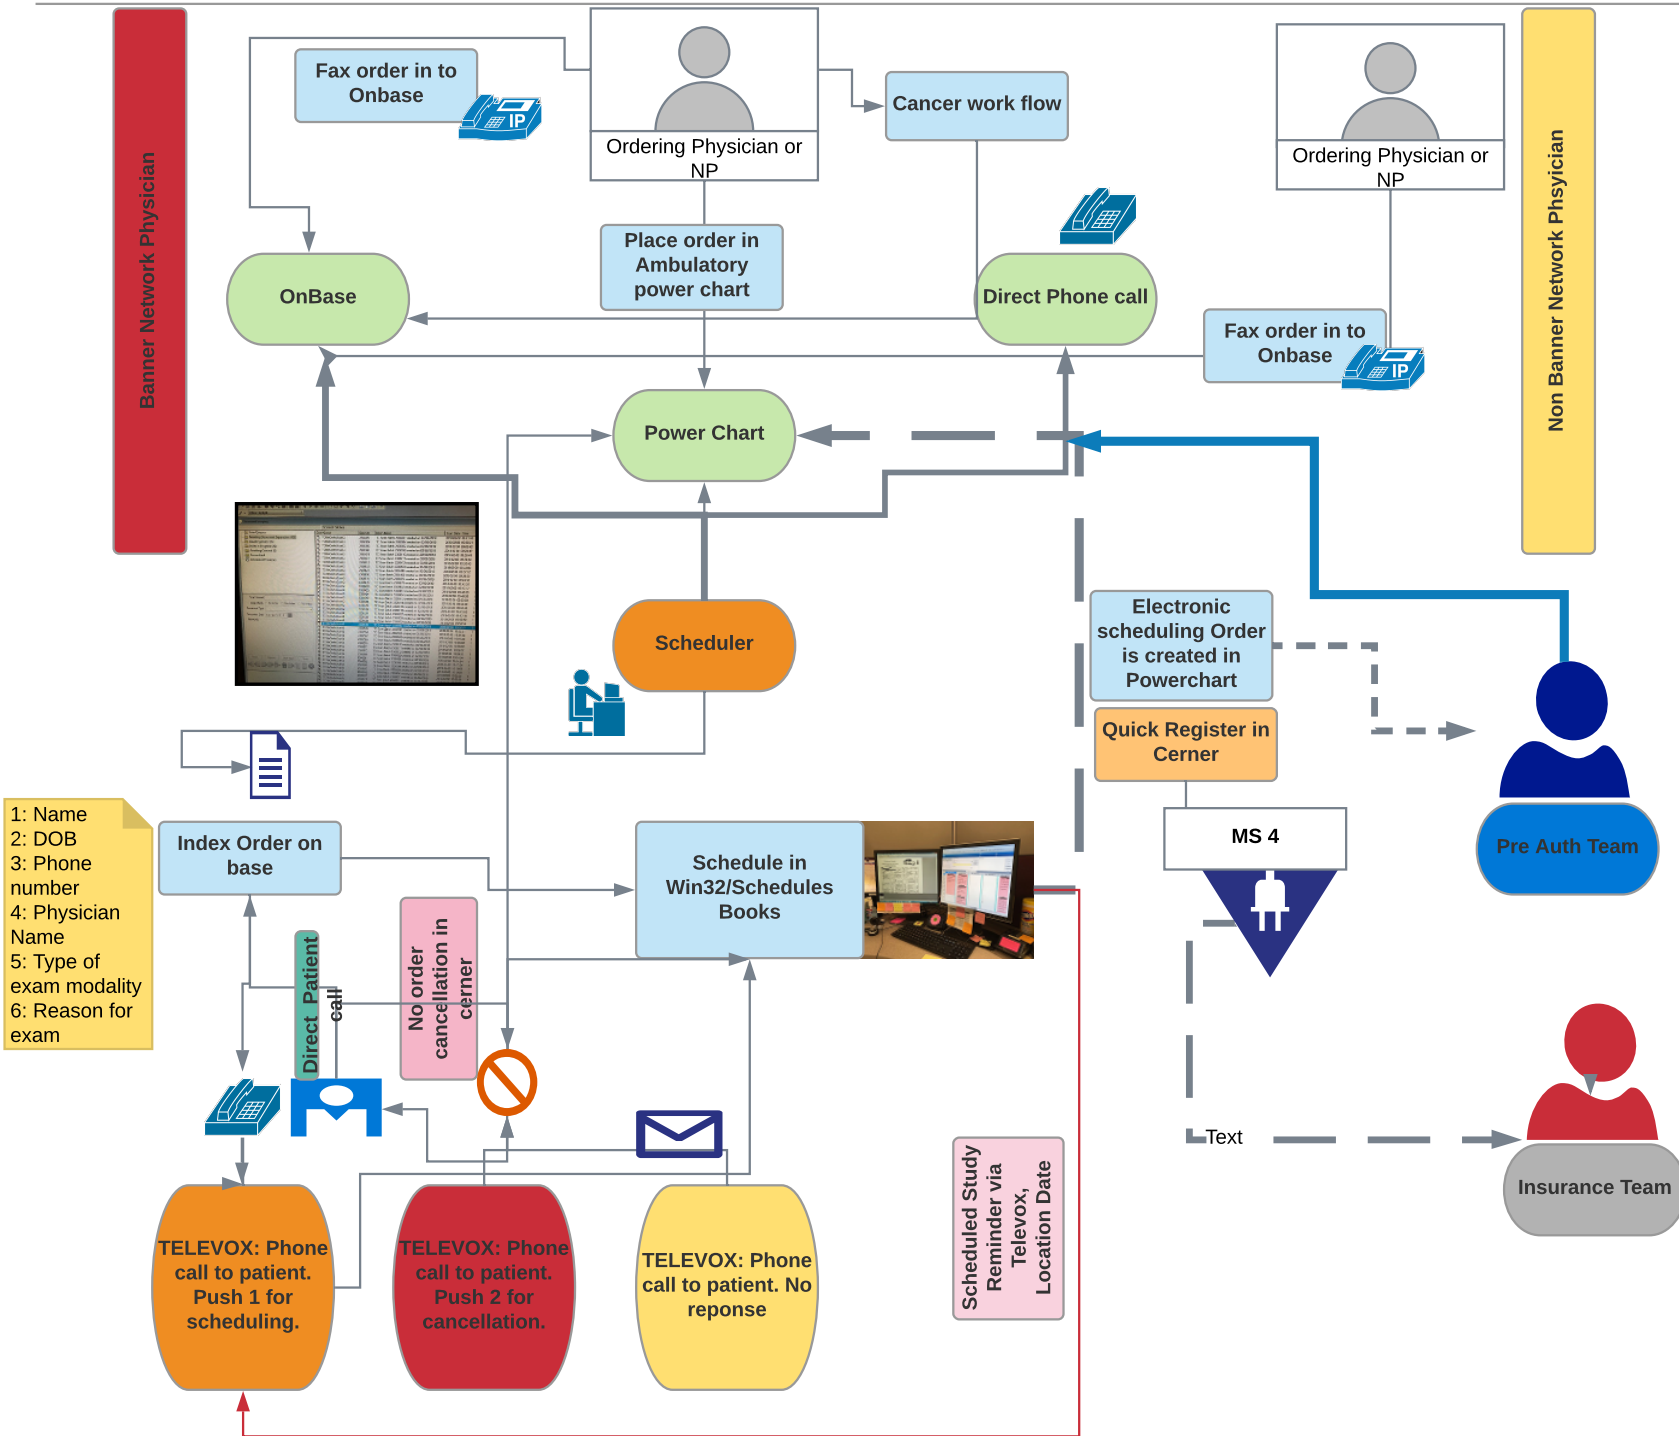 Banner Network Physician
Fax order in to
Onbase
IP
Ordering Physician or
NP
Cancer work flow
Ordering Physician or
NP
Non Banner Network Phsyician
OnBase
Place order in
Ambulatory
power chart
Direct Phone call
Fax order in to
Onbase
IP
Power Chart
Scheduler
Electronic
scheduling Order
is created in
Powerchart
Quick Register in
Cerner
MS 4
Pre Auth Team
1: Name
2: DOB
3: Phone
number
4: Physician
Name
5: Type of
exam modality
6: Reason for
exam
Index Order on
base
Schedule in
Win32/Schedules
Books
Direct Patient
call
No order
cancellation in
cerner
Text
Insurance Team
Scheduled Study
Reminder via
Televox,
Location Date
TELEVOX: Phone
call to patient.
Push 1 for
scheduling.
TELEVOX: Phone
call to patient.
Push 2 for
cancellation.
TELEVOX: Phone
call to patient. No
reponse